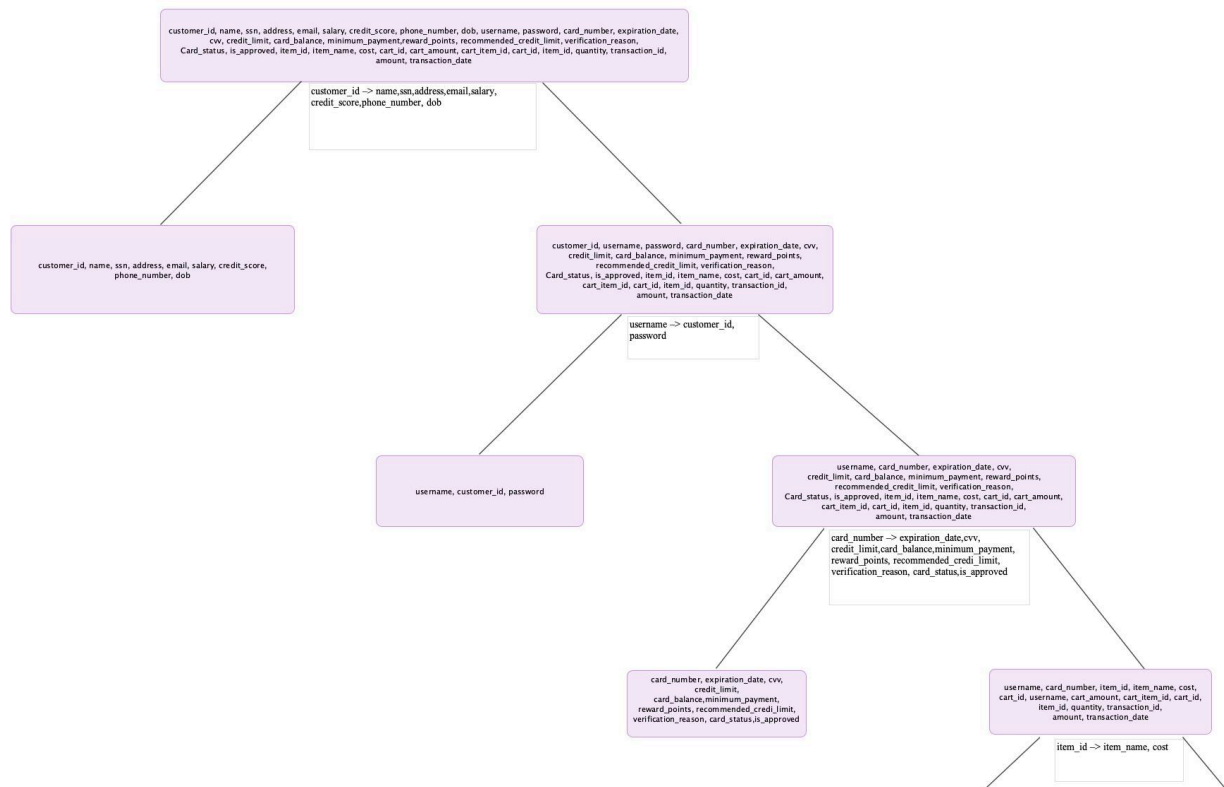 customer_id, name, ssn, address, email, salary, credit_score, phone_number, dob, username, password, card_number, expiration_date,
cvv, credit_limit, card_balance, minimum_payment,reward_points, recommended_credit_limit, verification_reason,
Card_status, is_approved, item_id, item_name, cost, cart_id, cart_amount, cart_item_id, cart_id, item_id, quantity, transaction_id,
amount, transaction_date
customer_id –> name,ssn,address,email,salary,
credit_score,phone_number, dob
customer_id, name, ssn, address, email, salary, credit_score,
phone_number, dob
customer_id, username, password, card_number, expiration_date, cvv,
credit_limit, card_balance, minimum_payment, reward_points,
recommended_credit_limit, verification_reason,
Card_status, is_approved, item_id, item_name, cost, cart_id, cart_amount,
cart_item_id, cart_id, item_id, quantity, transaction_id,
amount, transaction_date
username –> customer_id,
password
username, customer_id, password
username, card_number, expiration_date, cvv,
credit_limit, card_balance, minimum_payment, reward_points,
recommended_credit_limit, verification_reason,
Card_status, is_approved, item_id, item_name, cost, cart_id, cart_amount,
cart_item_id, cart_id, item_id, quantity, transaction_id,
amount, transaction_date
card_number –> expiration_date,cvv,
credit_limit,card_balance,minimum_payment,
reward_points, recommended_credi_limit,
verification_reason, card_status,is_approved
card_number, expiration_date, cvv,
credit_limit,
card_balance,minimum_payment,
reward_points, recommended_credi_limit,
verification_reason, card_status,is_approved
username, card_number, item_id, item_name, cost,
cart_id, username, cart_amount, cart_item_id, cart_id,
item_id, quantity, transaction_id,
amount, transaction_date
item_id –> item_name, cost